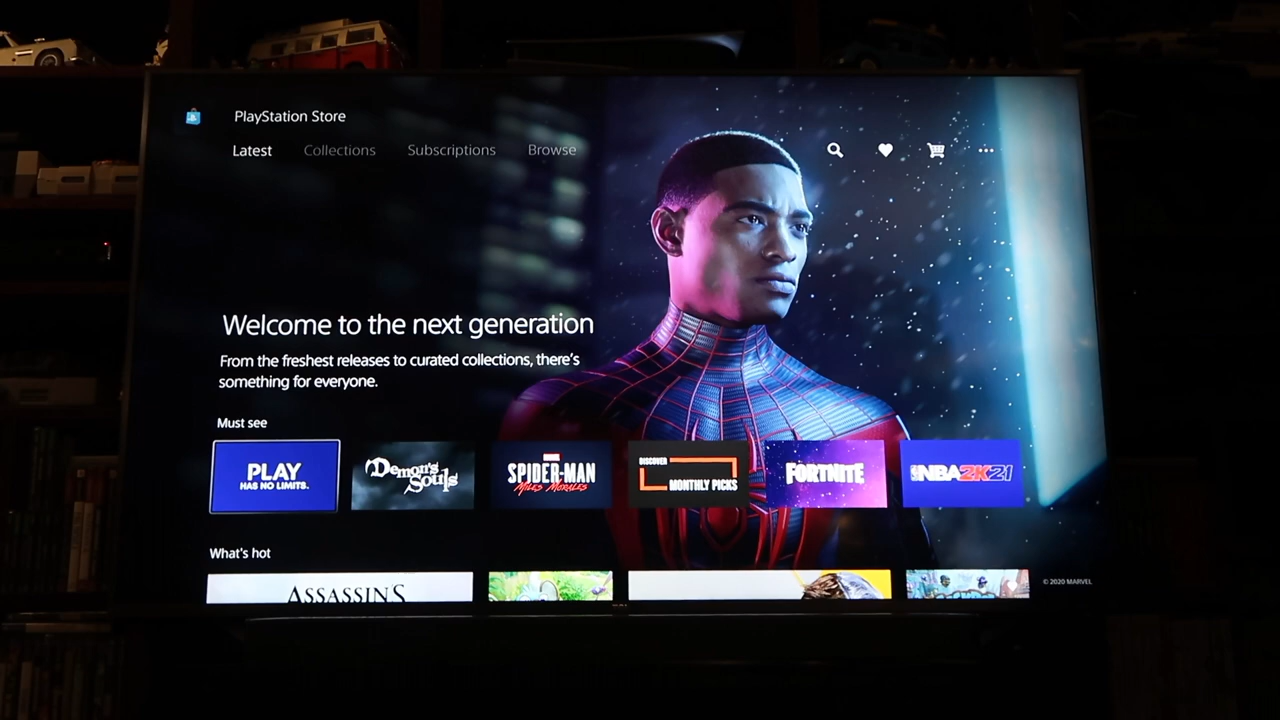 PlayStation Store
Latest Collections Subscriptions Browse
Welcome to the next generation
From the freshest releases to curated collections, there's
something for everyone.
Must see
PLAY
HAS NO LIMITS.
Demon's
Souls
MARVEL
SPIDER-MAN
MILES MORALES
DISCOVER
MONTHLY PICKS
FORTNITE
NBA2K21
What's hot
ASSASSINS
© 2020 MARVEL